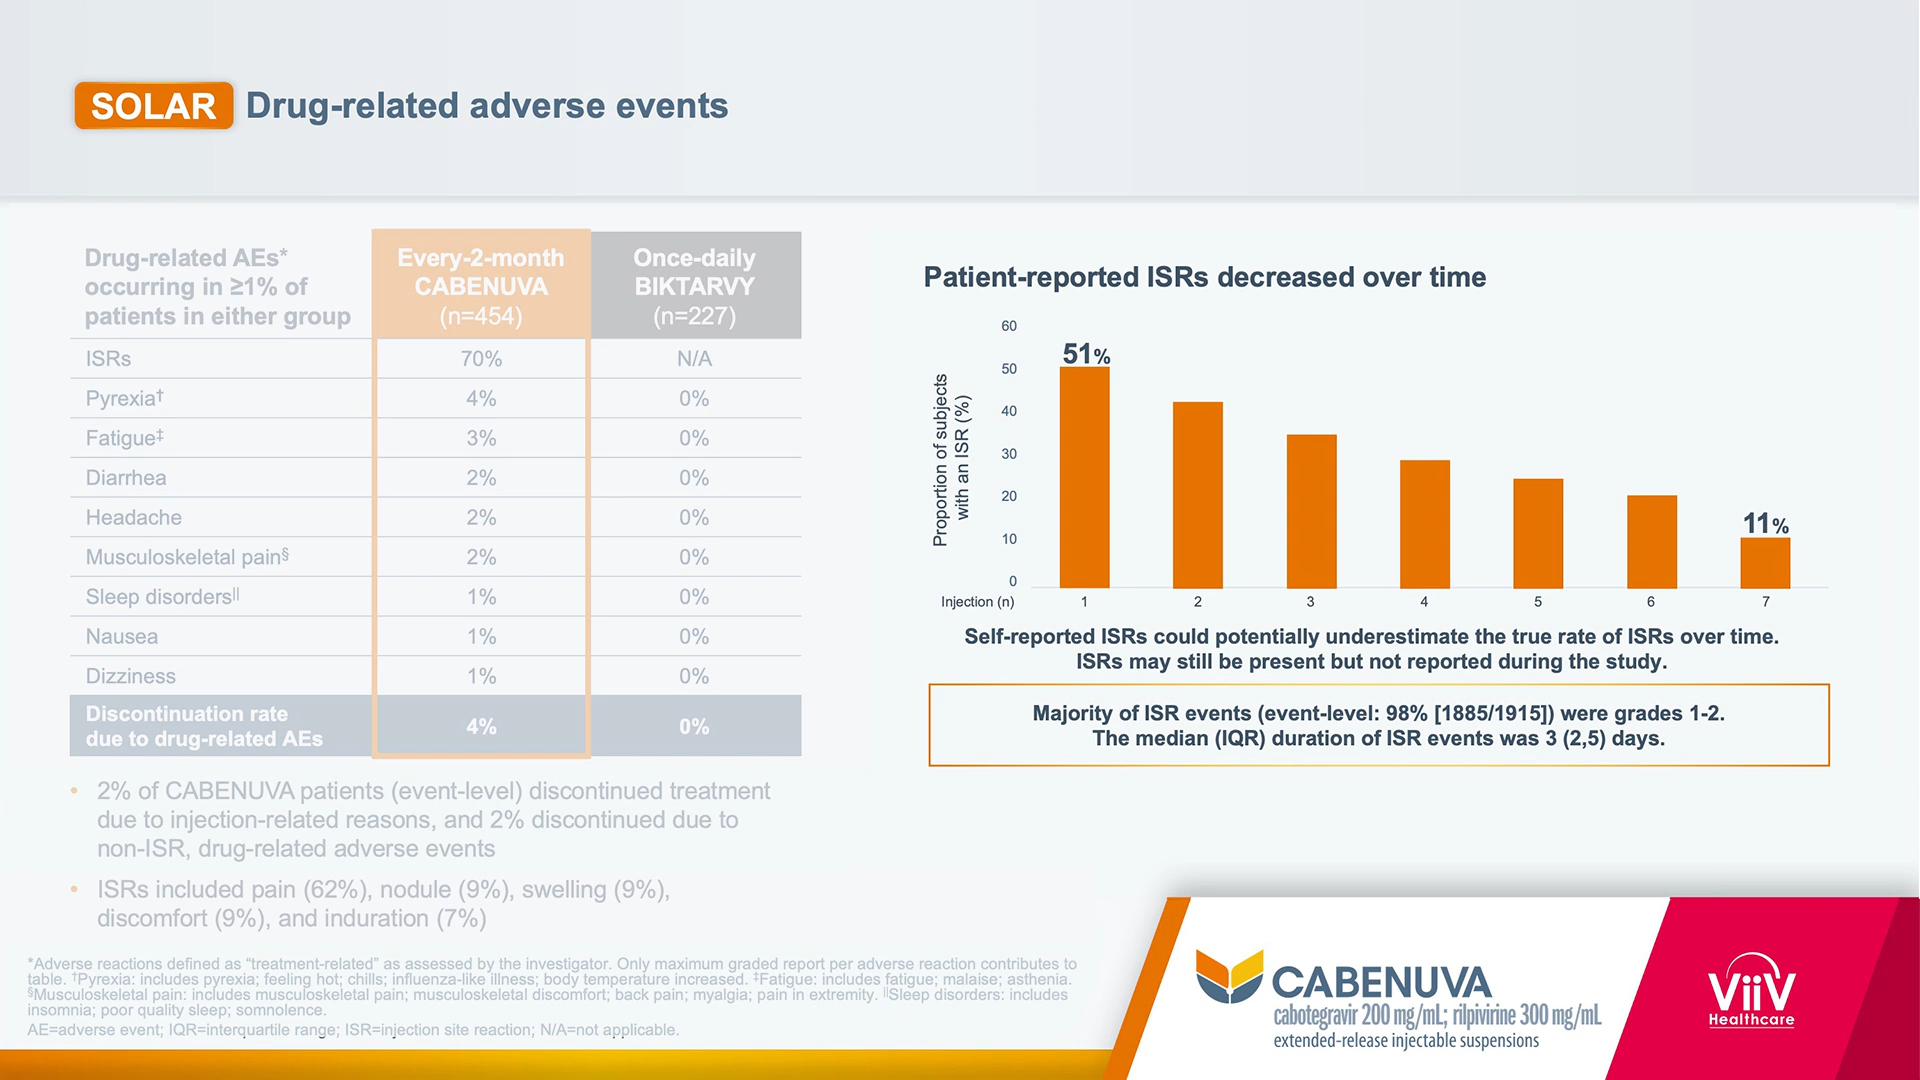 SOLAR Drug-related adverse events
Drug-related AEs*
occurring in ≥1% of
patients in either group
Every-2-month
CABENUVA
(n=454)
Once-daily
BIKTARVY
(n=227)
ISRs 70% N/A
Pyrexia† 4% 0%
Fatigue‡ 3% 0%
Diarrhea 2% 0%
Headache 2% 0%
Musculoskeletal pain§ 2% 0%
Sleep disorders|| 1% 0%
Nausea 1% 0%
Dizziness 1% 0%
Discontinuation rate
due to drug-related AEs 4% 0%
• 2% of CABENUVA patients (event-level) discontinued treatment
due to injection-related reasons, and 2% discontinued due to
non-ISR, drug-related adverse events
• ISRs included pain (62%), nodule (9%), swelling (9%),
discomfort (9%), and induration (7%)
Patient-reported ISRs decreased over time
Proportion of subjects
with an ISR (%)
60
50
40
30
20
10
0
51%
11%
Injection (n) 1 2 3 4 5 6 7
Self-reported ISRs could potentially underestimate the true rate of ISRs over time.
ISRs may still be present but not reported during the study.
Majority of ISR events (event-level: 98% [1885/1915]) were grades 1-2.
The median (IQR) duration of ISR events was 3 (2,5) days.
*Adverse reactions defined as “treatment-related” as assessed by the investigator. Only maximum graded report per adverse reaction contributes to
table. †Pyrexia: includes pyrexia; feeling hot; chills; influenza-like illness; body temperature increased. ‡Fatigue: includes fatigue; malaise; asthenia.
§Musculoskeletal pain: includes musculoskeletal pain; musculoskeletal discomfort; back pain; myalgia; pain in extremity. ||Sleep disorders: includes
insomnia; poor quality sleep; somnolence.
AE=adverse event; IQR=interquartile range; ISR=injection site reaction; N/A=not applicable.
CABENUVA
cabotegravir 200 mg/mL; rilpivirine 300 mg/mL
extended-release injectable suspensions
ViiV
Healthcare